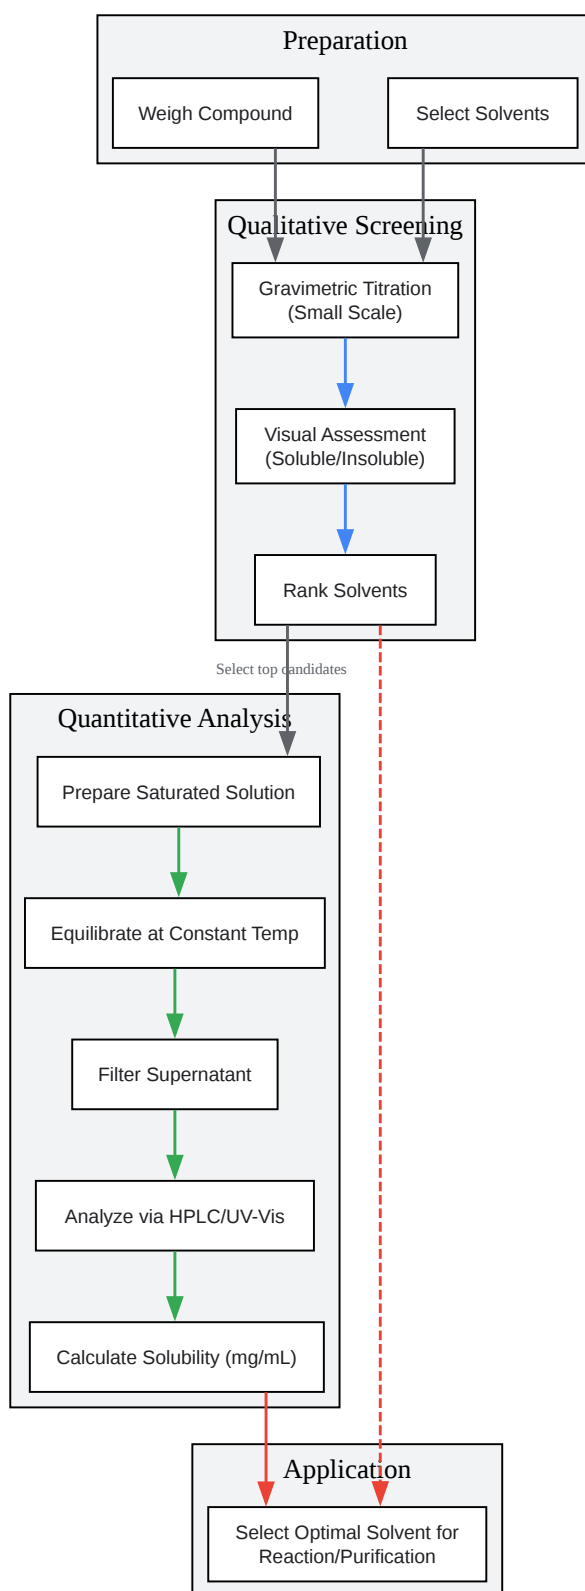 Preparation
Weigh Compound
Select Solvents
Qualitative Screening
Gravimetric Titration
(Small Scale)
Visual Assessment
(Soluble/Insoluble)
Rank Solvents
Select top candidates
Quantitative Analysis
Prepare Saturated Solution
Equilibrate at Constant Temp
Filter Supernatant
Analyze via HPLC/UV-Vis
Calculate Solubility (mg/mL)
Application
Select Optimal Solvent for
Reaction/Purification